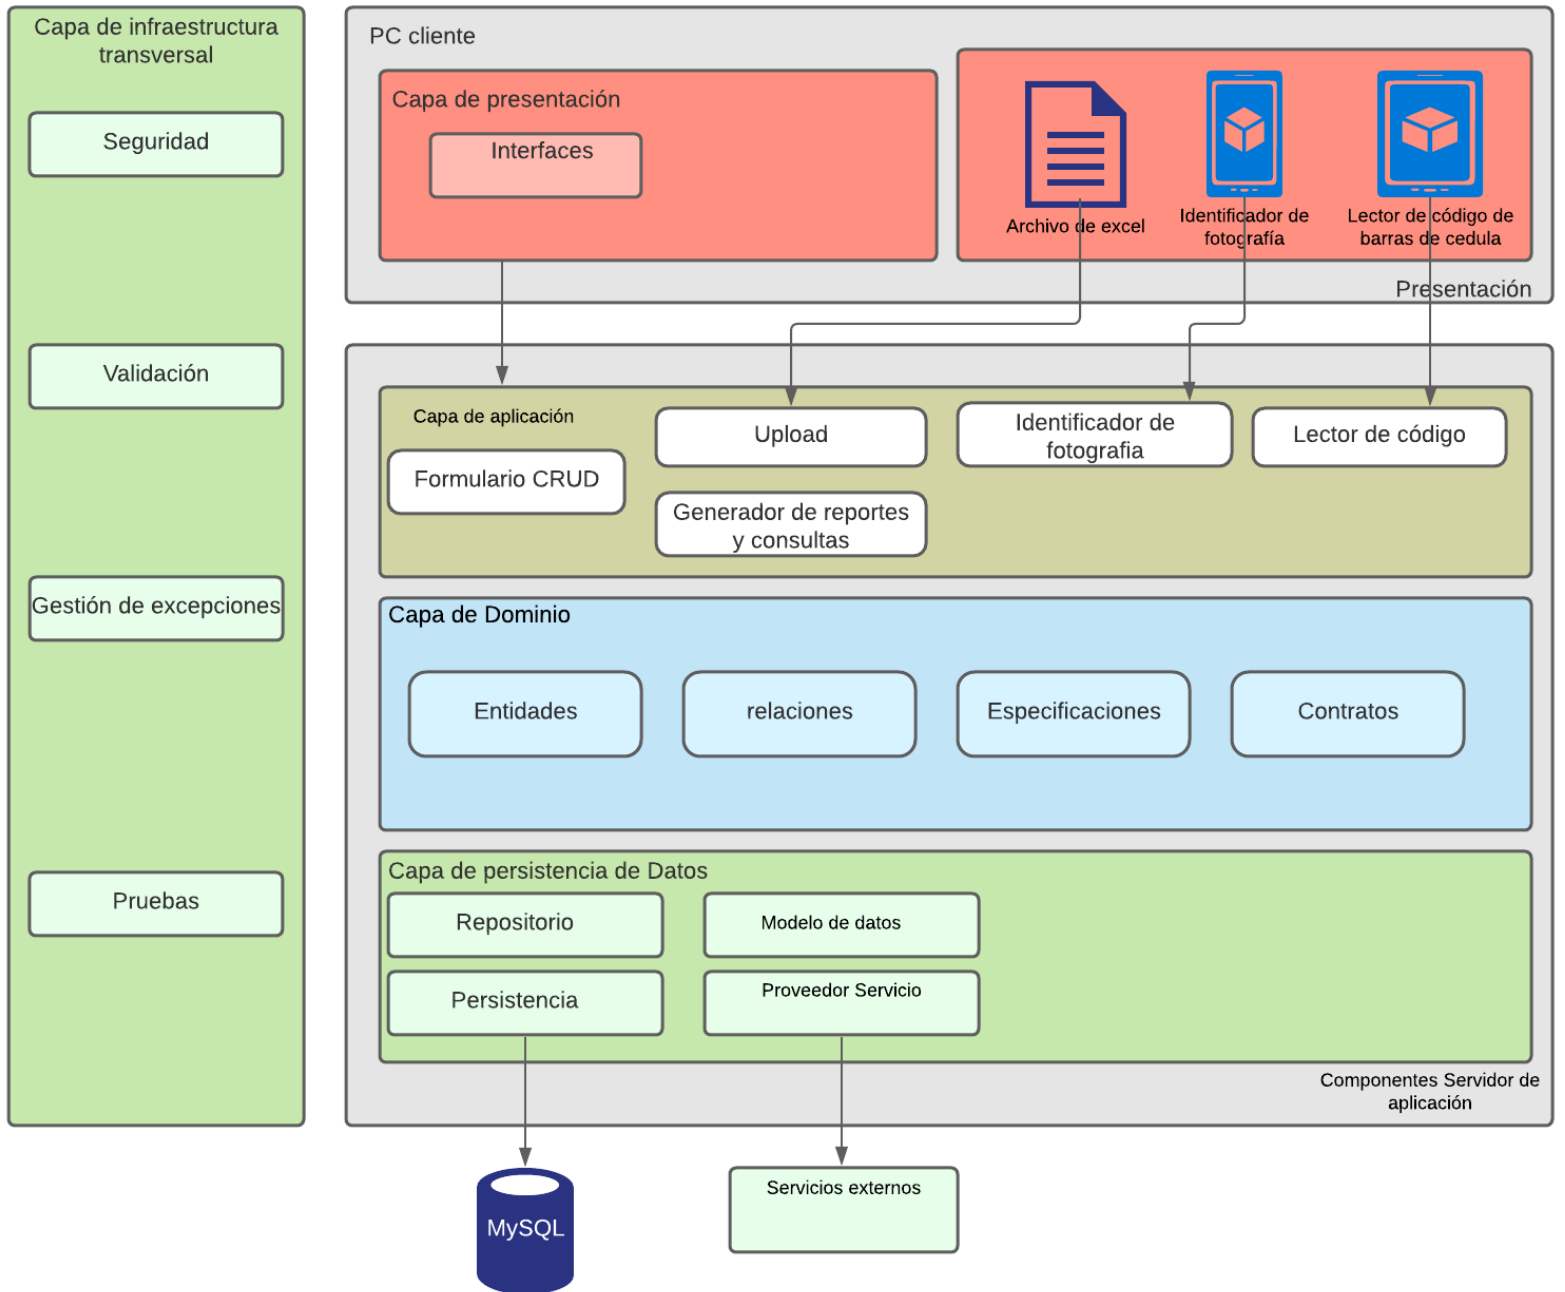 Capa de infraestructura
transversal
Seguridad
Validación
Gestión de excepciones
Pruebas
PC cliente
Capa de presentación
Interfaces
Archivo de excel
Identificador de
fotografía
Lector de código de
barras de cedula
Presentación
Capa de aplicación
Formulario CRUD
Upload
Generador de reportes
y consultas
Identificador de
fotografia
Lector de código
Capa de Dominio
Entidades
relaciones
Especificaciones
Contratos
Capa de persistencia de Datos
Repositorio
Modelo de datos
Persistencia
Proveedor Servicio
Componentes Servidor de
aplicación
MySQL
Servicios externos